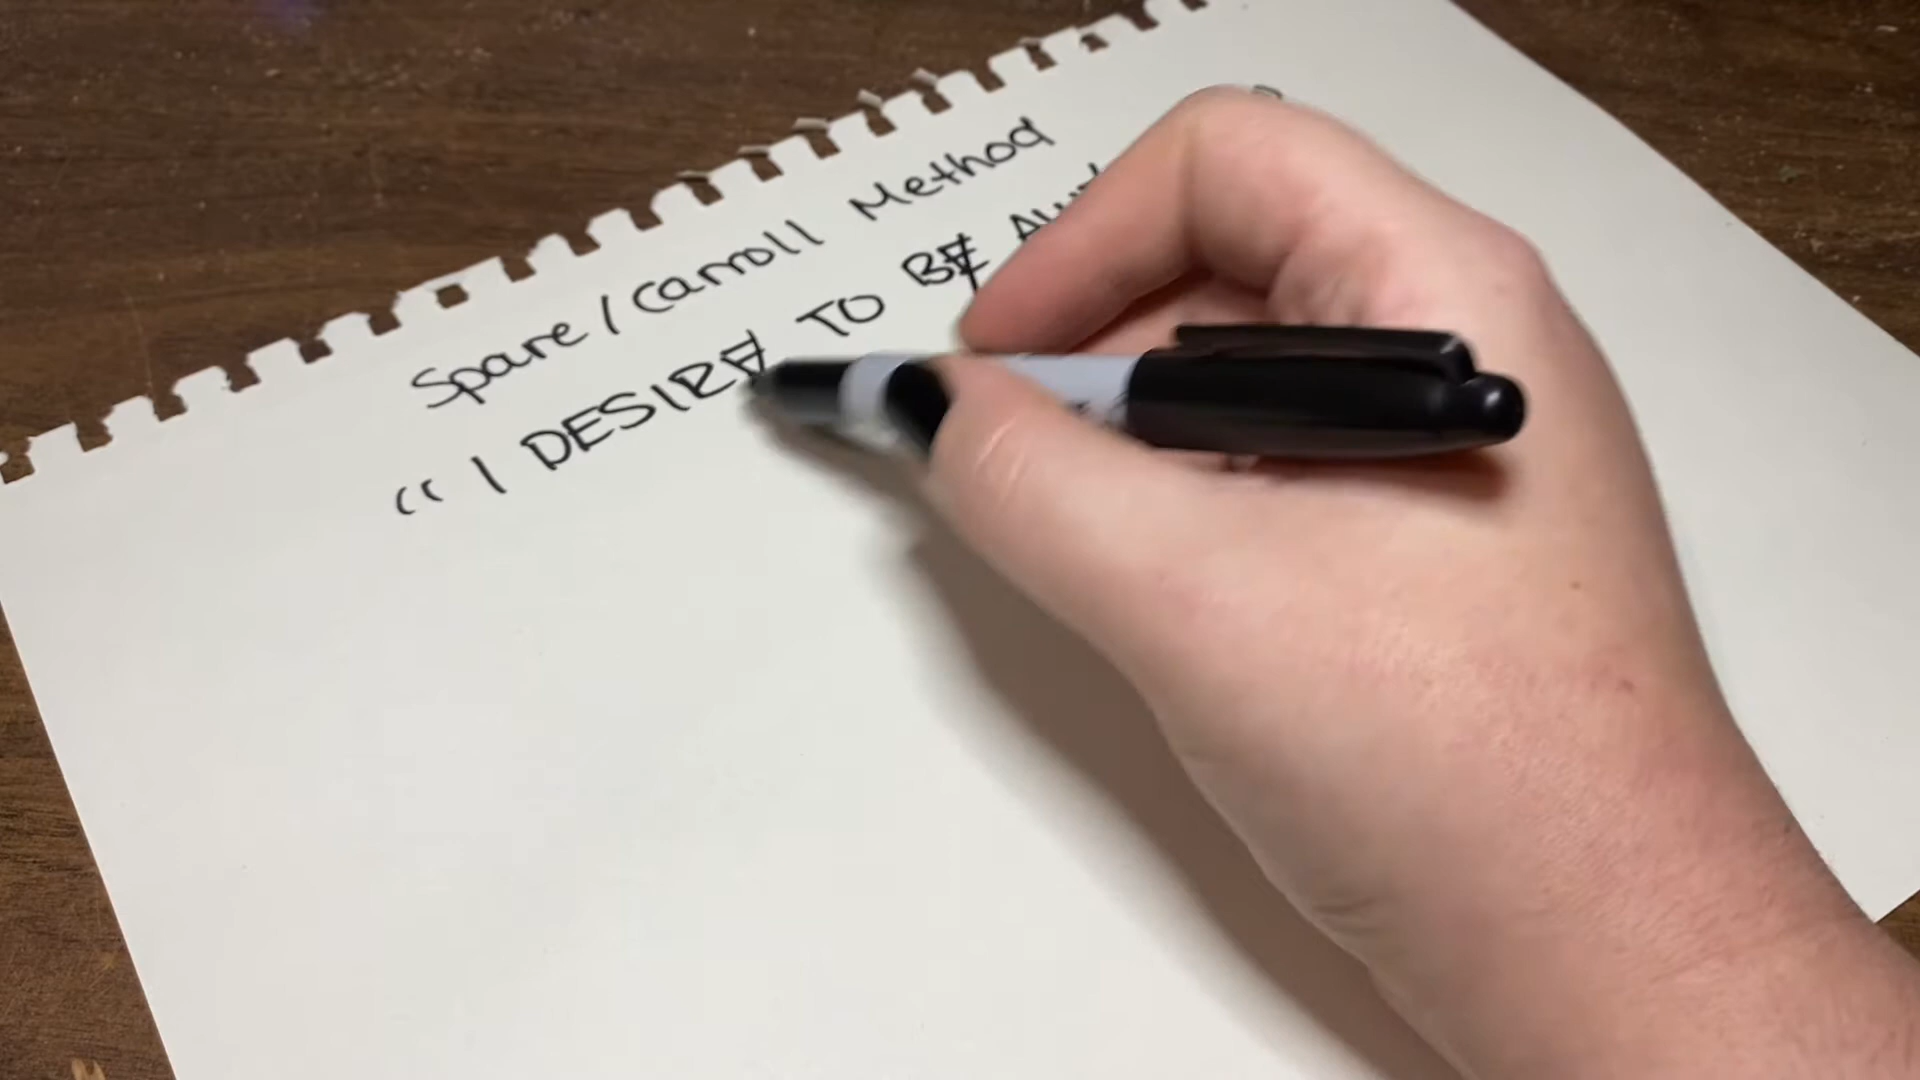 Spare / Carroll Method
“ I DESIRE TO BE